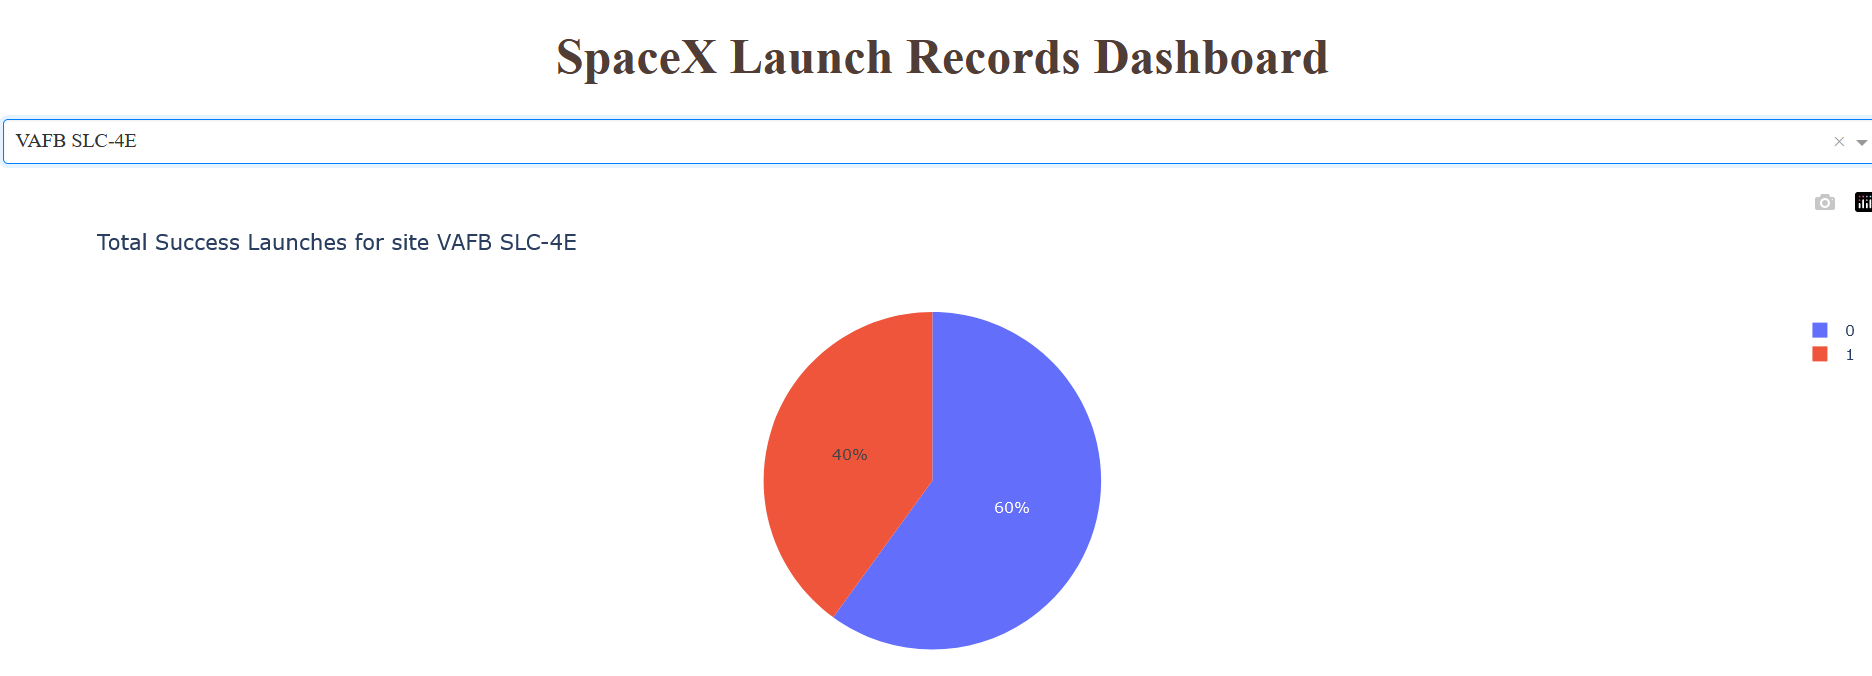 SpaceX Launch Records Dashboard
VAFB SLC-4E
Total Success Launches for site VAFB SLC-4E
0
1
40%
60%